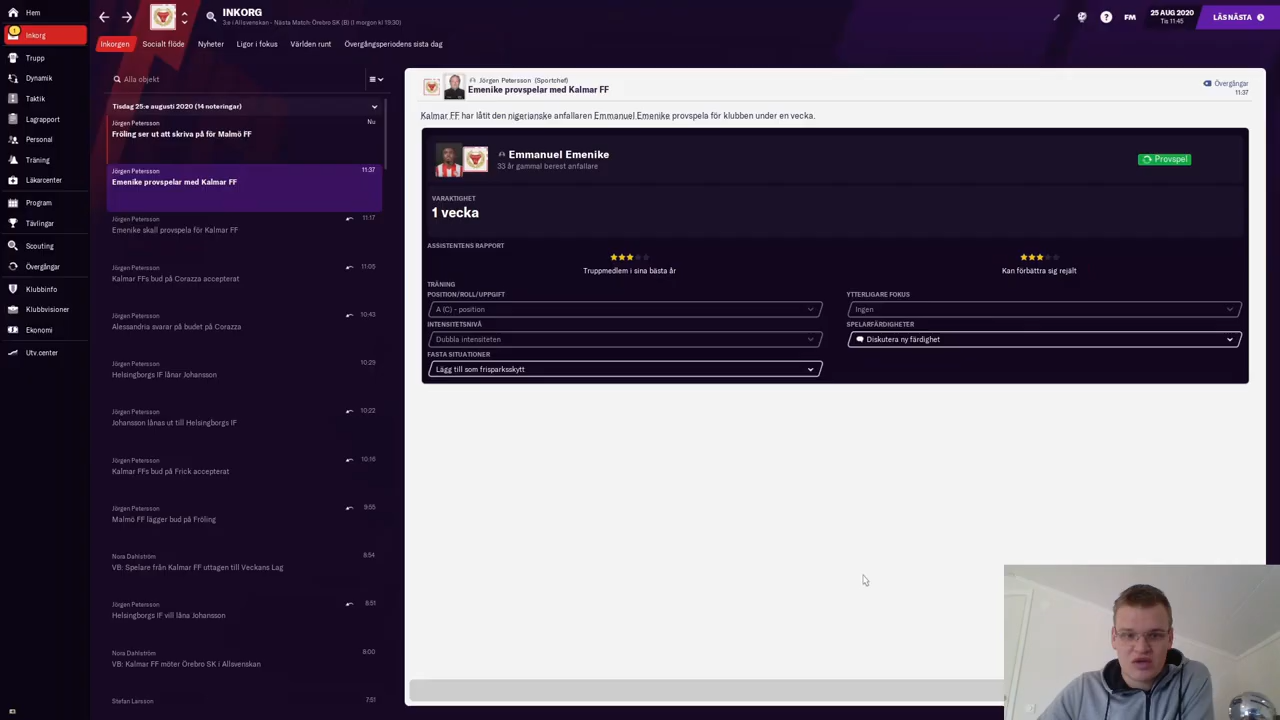 Hem
Inkorg
1
Trupp
Dynamik
Taktik
Lagrapport
Personal
Träning
Läkarcenter
Program
Tävlingar
Scouting
Övergångar
Klubbinfo
Klubbvisioner
Ekonomi
Utv.center
INKORG
3:e i Allsvenskan - Nästa Match: Örebro SK (B) (1 morgon kl 19:30)
FM
25 AUG 2020
Tis 11:45
LÄS NÄSTA
Inkorgen
Socialt flöde
Nyheter
Ligor i fokus
Världen runt
Övergångsperiodens sista dag
Alla objekt
Tisdag 25:e augusti 2020 (14 noteringar)
Jörgen Petersson
Nu
Fröling ser ut att skriva på för Malmö FF
Jörgen Petersson
11:37
Emenike provspelar med Kalmar FF
Jörgen Petersson
11:17
Emenike skall provspela för Kalmar FF
Jörgen Petersson
11:05
Kalmar FFs bud på Corazza accepterat
Jörgen Petersson
10:43
Alessandria svarar på budet på Corazza
Jörgen Petersson
10:29
Helsingborgs IF lånar Johansson
Jörgen Petersson
10:22
Johansson lånas ut till Helsingborgs IF
Jörgen Petersson
10:16
Kalmar FFs bud på Frick accepterat
Jörgen Petersson
9:55
Malmö FF lägger bud på Fröling
Nora Dahlström
8:54
VB: Spelare från Kalmar FF uttagen till Veckans Lag
Jörgen Petersson
8:51
Helsingborgs IF vill låna Johansson
Nora Dahlström
8:00
VB: Kalmar FF möter Örebro SK i Allsvenskan
Stefan Larsson
7:51
Jörgen Petersson (Sportchef)
Emenike provspelar med Kalmar FF
Övergångar
11:37
Kalmar FF har låtit den nigerianske anfallaren Emmanuel Emenike provspela för klubben under en vecka.
Emmanuel Emenike
33 år gammal berest anfallare
Provspel
VARAKTIGHET
1 vecka
ASSISTENTENS RAPPORT
Truppmedlem i sina bästa år
Kan förbättra sig rejält
TRÄNING
POSITION/ROLL/UPPGIFT
A (C) - position
YTTERLIGARE FOKUS
Ingen
INTENSITETSNIVÅ
Dubbla intensiteten
SPELARFÄRDIGHETER
Diskutera ny färdighet
FASTA SITUATIONER
Lägg till som frisparksskytt